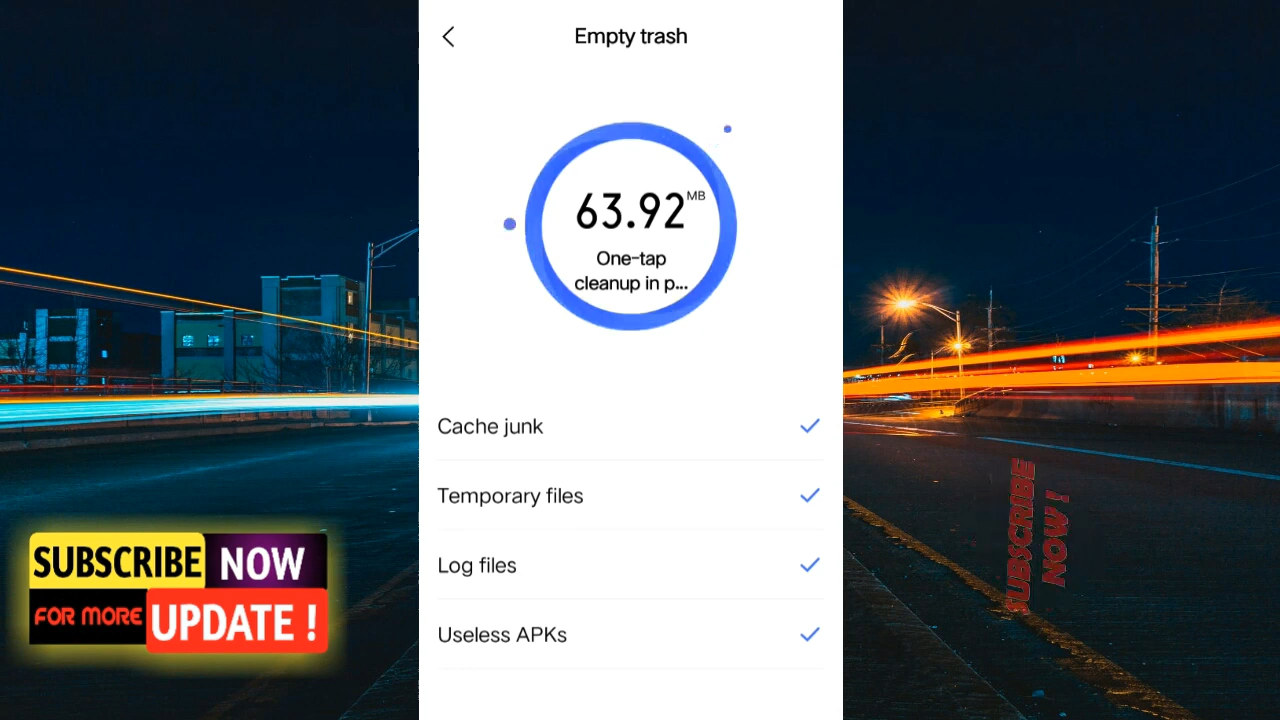 Empty trash
63.92 MB
One-tap
cleanup in p...
Cache junk
Temporary files
Log files
Useless APKs
SUBSCRIBE NOW
FOR MORE UPDATE !
SUBSCRIBE
NOW !